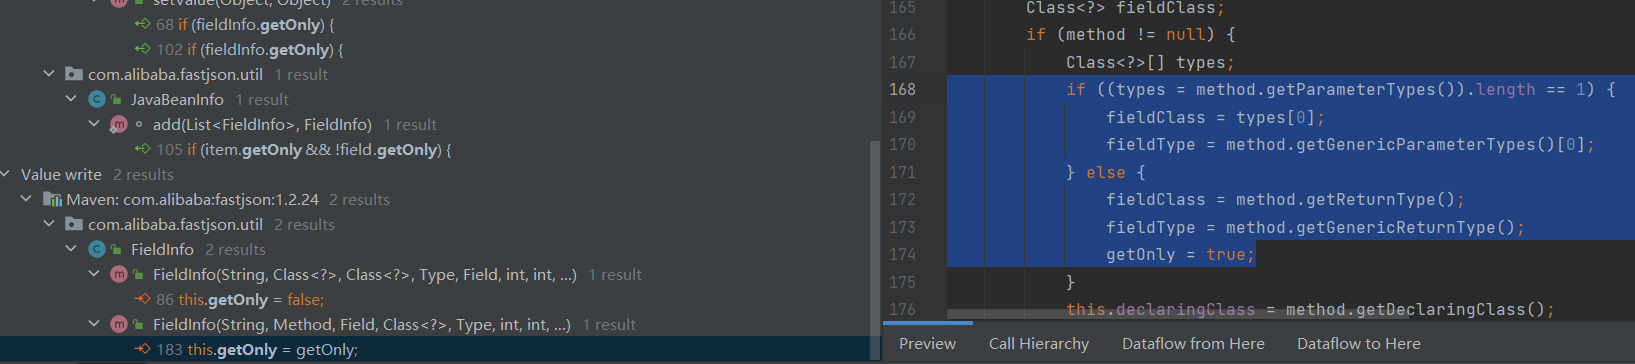 setValue(Object, Object) 2 results
68 if (fieldInfo.getOnly) {
102 if (fieldInfo.getOnly) {
com.alibaba.fastjson.util 1 result
JavaBeanInfo 1 result
add(List<FieldInfo>, FieldInfo) 1 result
105 if (item.getOnly && !field.getOnly) {
Value write 2 results
Maven: com.alibaba:fastjson:1.2.24 2 results
com.alibaba.fastjson.util 2 results
FieldInfo 2 results
FieldInfo(String, Class<?>, Class<?>, Type, Field, int, int, ...) 1 result
86 this.getOnly = false;
FieldInfo(String, Method, Field, Class<?>, Type, int, int, ...) 1 result
183 this.getOnly = getOnly;
165 Class<?> fieldClass;
166 if (method != null) {
167 Class<?>[] types;
168 if ((types = method.getParameterTypes()).length == 1) {
169 fieldClass = types[0];
170 fieldType = method.getGenericParameterTypes()[0];
171 } else {
172 fieldClass = method.getReturnType();
173 fieldType = method.getGenericReturnType();
174 getOnly = true;
175 }
176 this.declaringClass = method.getDeclaringClass();
Preview Call Hierarchy Dataflow from Here Dataflow to Here